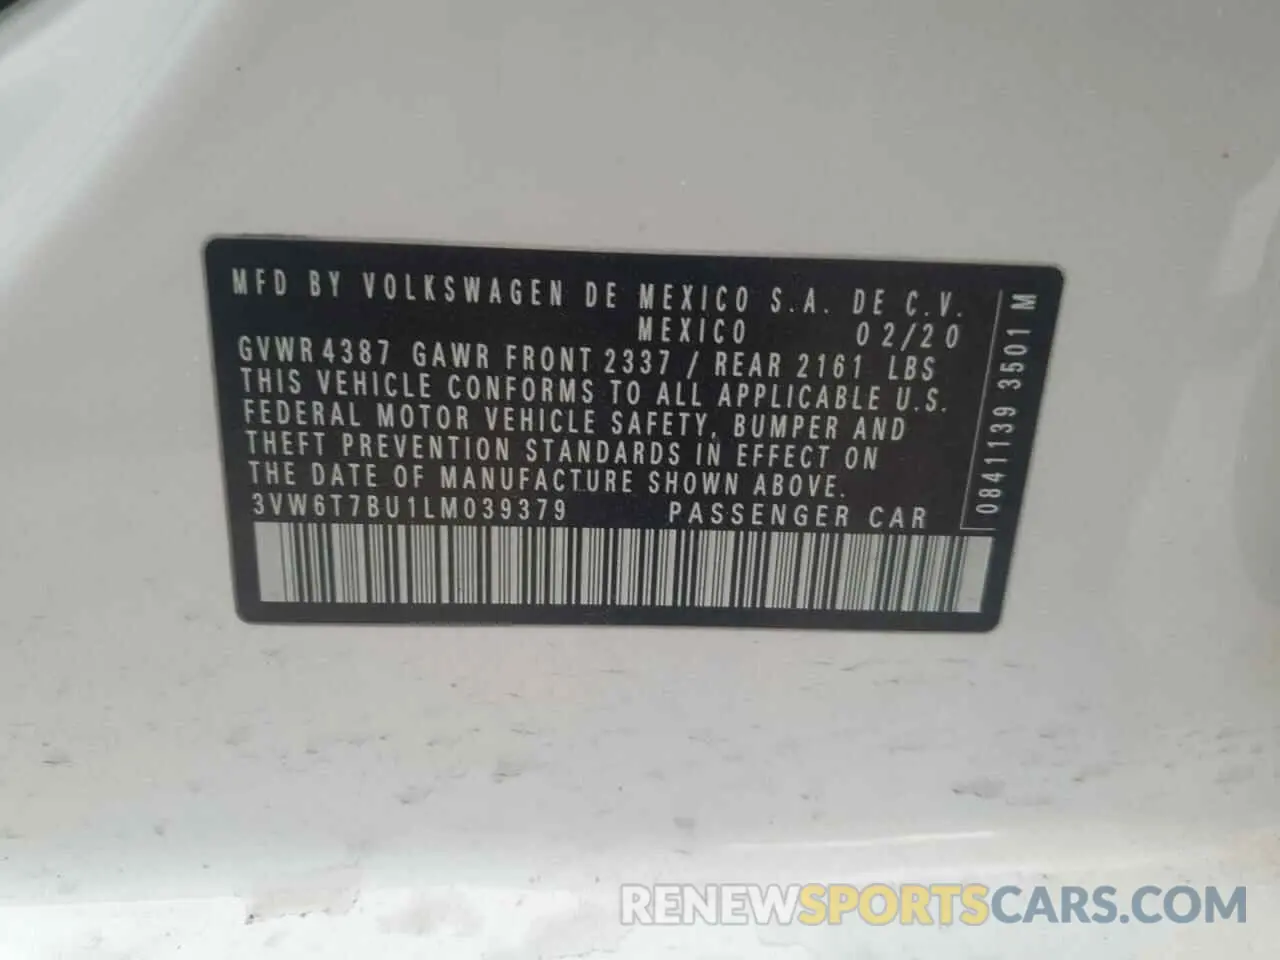 MFD BY VOLKSWAGEN DE MEXICO S.A. DE C.V.
MEXICO 02/20
GVWR 4387 GAWR FRONT 2337 / REAR 2161 LBS
THIS VEHICLE CONFORMS TO ALL APPLICABLE U.S.
FEDERAL MOTOR VEHICLE SAFETY, BUMPER AND
THEFT PREVENTION STANDARDS IN EFFECT ON
THE DATE OF MANUFACTURE SHOWN ABOVE.
3VW6T7BU1LM039379 PASSENGER CAR
0841139 3501 M
RENEWSPORTSCARS.COM